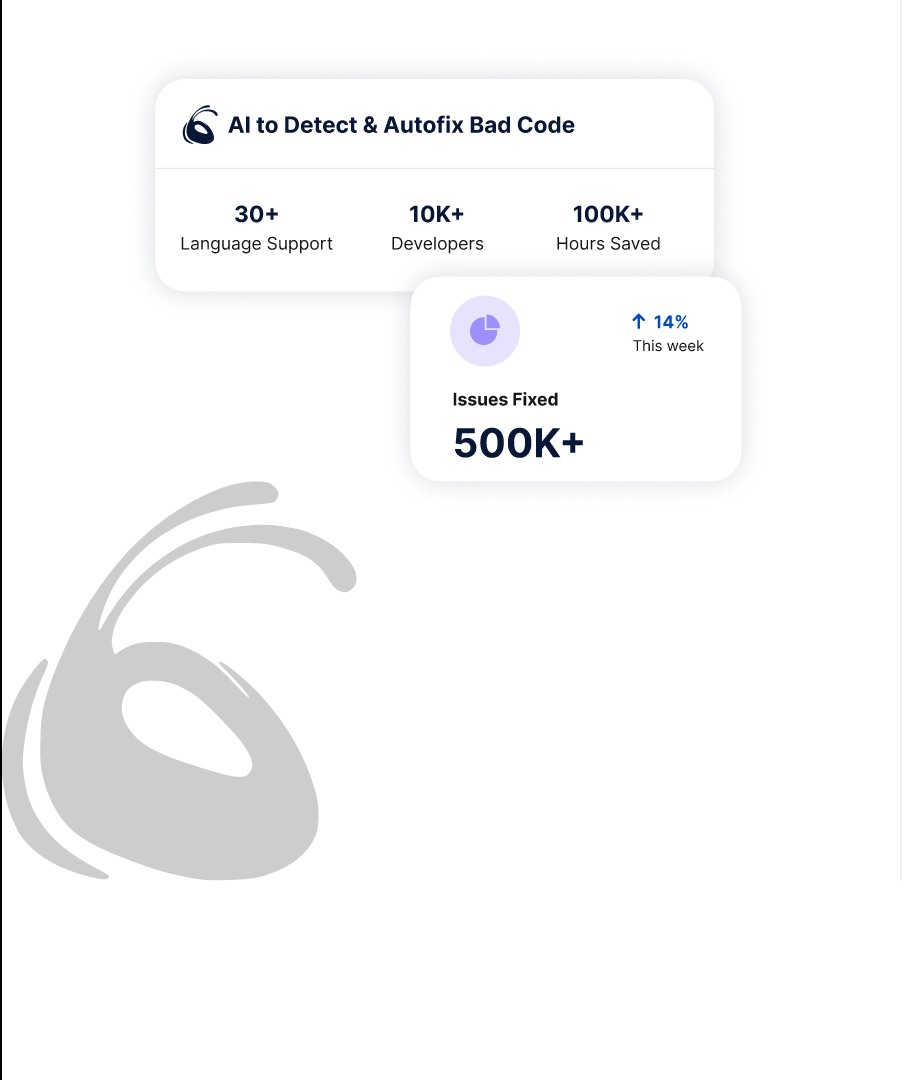 AI to Detect & Autofix Bad Code
30+
Language Support
10K+
Developers
100K+
Hours Saved
↑ 14%
This week
Issues Fixed
500K+